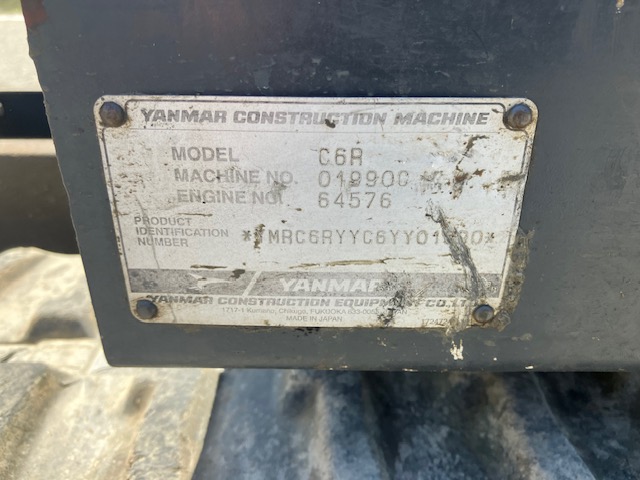 YANMAR CONSTRUCTION MACHINE
MODEL C6R
MACHINE NO. 01990C
ENGINE NO. 64576
PRODUCT
IDENTIFICATION
NUMBER
YANMAR
YANMAR CONSTRUCTION EQUIPMENT CO.,LTD.
MADE IN JAPAN